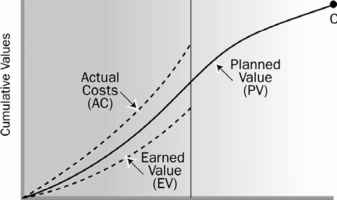 Cumulative Values
Actual
Costs
(AC)
Planned
Value
(PV)
Earned
Value
(EV)